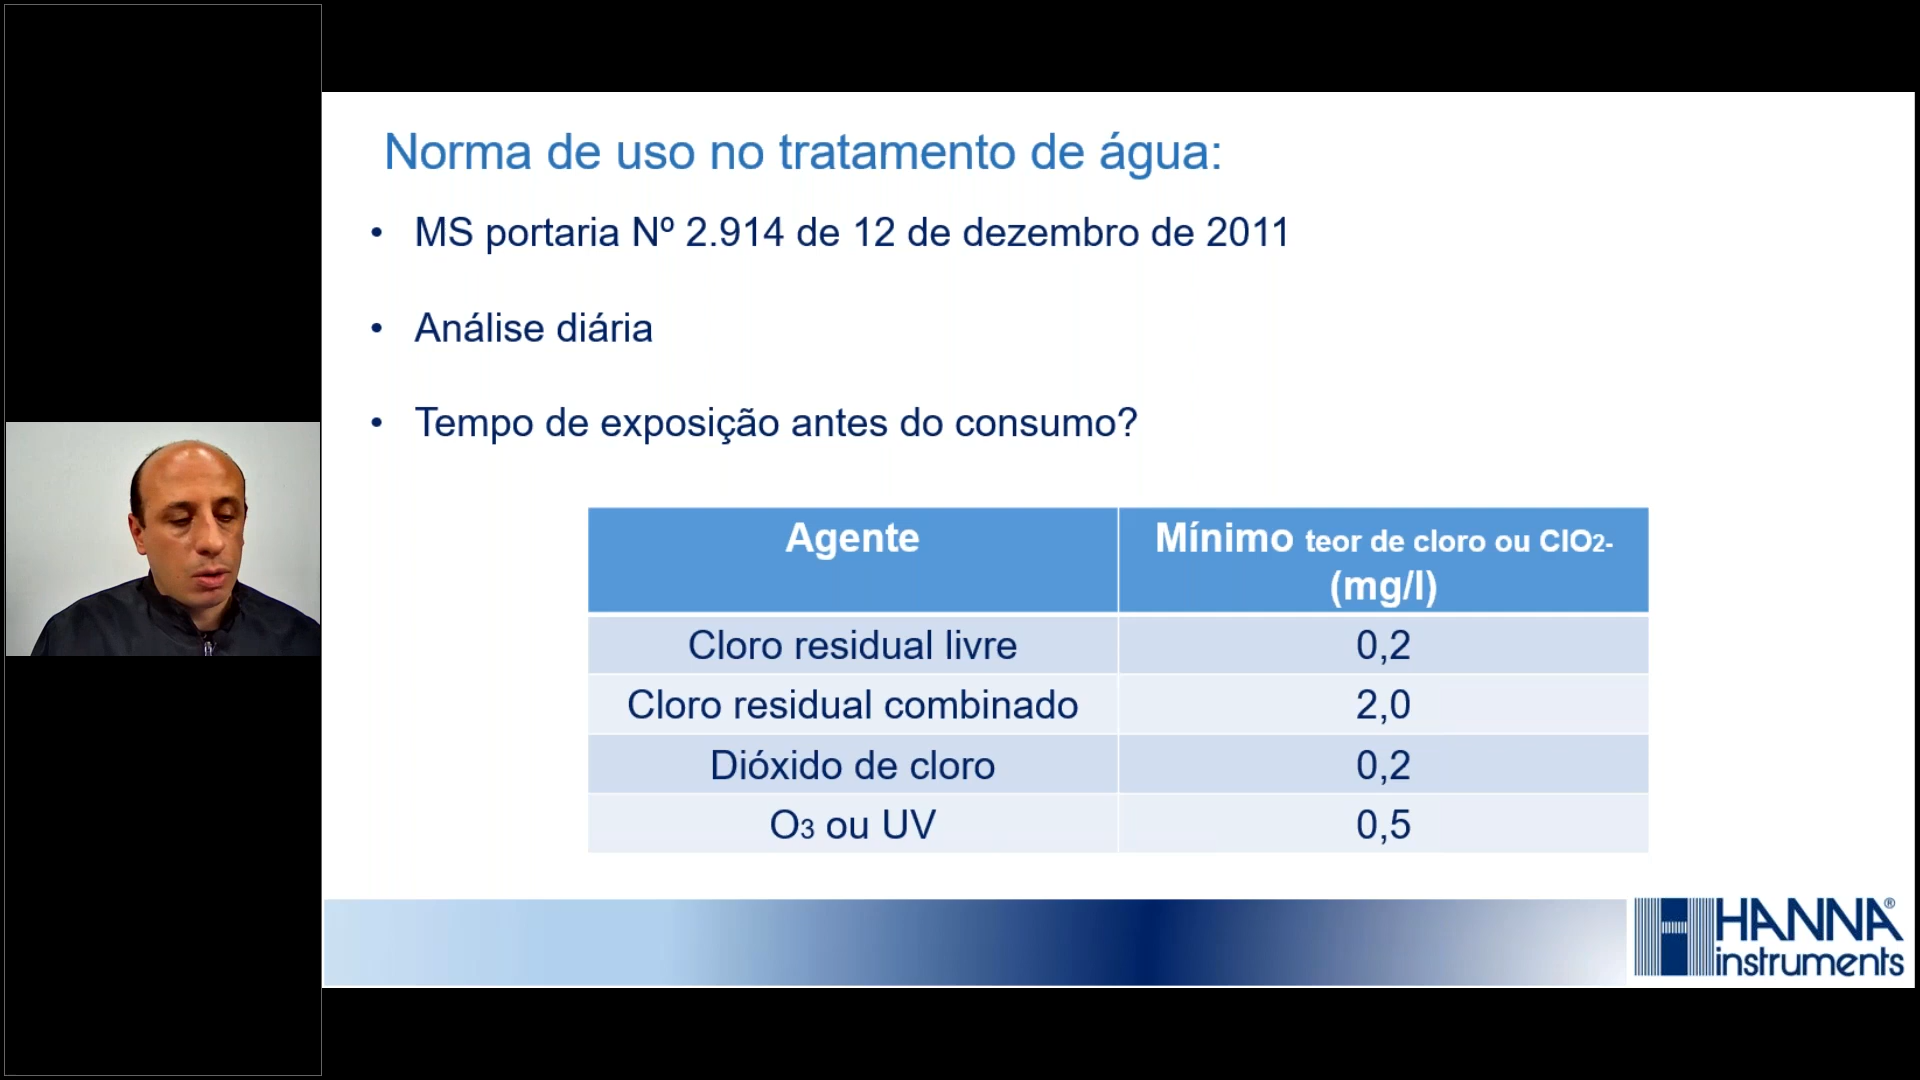 Norma de uso no tratamento de água:
• MS portaria Nº 2.914 de 12 de dezembro de 2011
• Análise diária
• Tempo de exposição antes do consumo?
Agente
Mínimo teor de cloro ou ClO2-
(mg/l)
Cloro residual livre 0,2
Cloro residual combinado 2,0
Dióxido de cloro 0,2
O3 ou UV 0,5
HANNA®
instruments